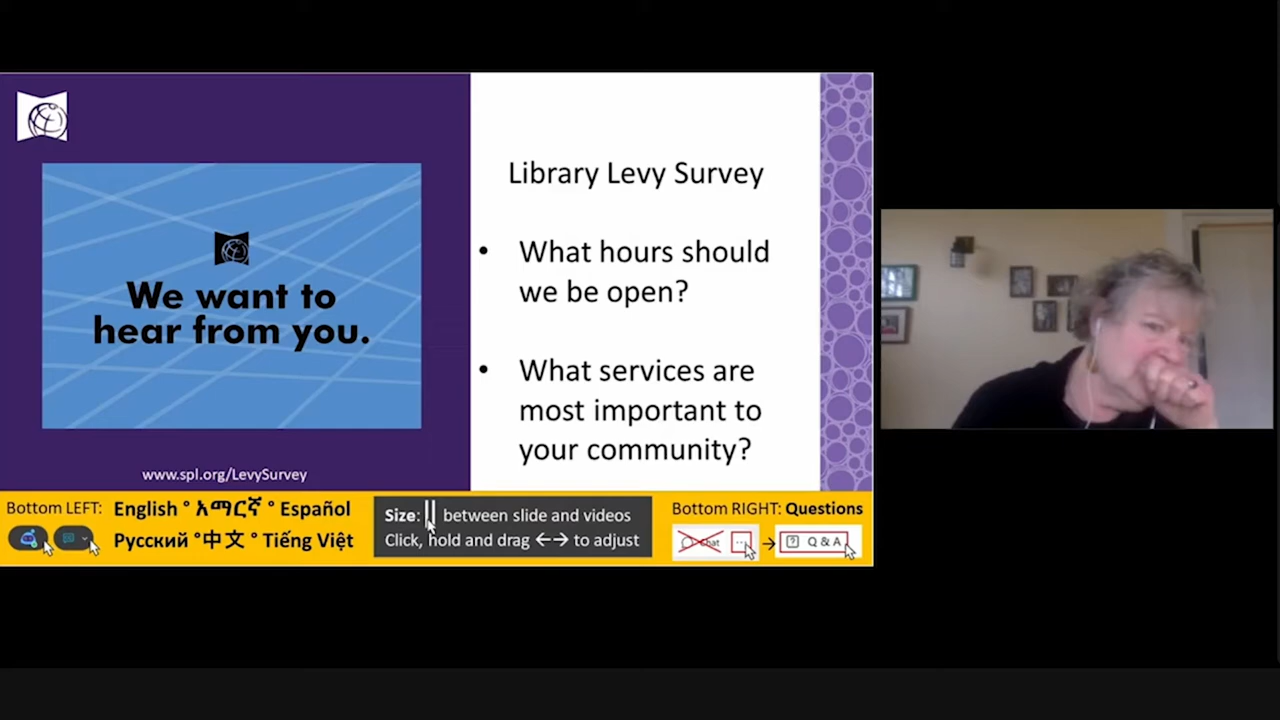 We want to
hear from you.
www.spl.org/LevySurvey
Library Levy Survey
• What hours should
we be open?
• What services are
most important to
your community?
Bottom LEFT: English ° አማርኛ ° Español
Русский °中文 ° Tiếng Việt
Size: || between slide and videos
Click, hold and drag ←→ to adjust
Bottom RIGHT: Questions
Chat ... → Q & A